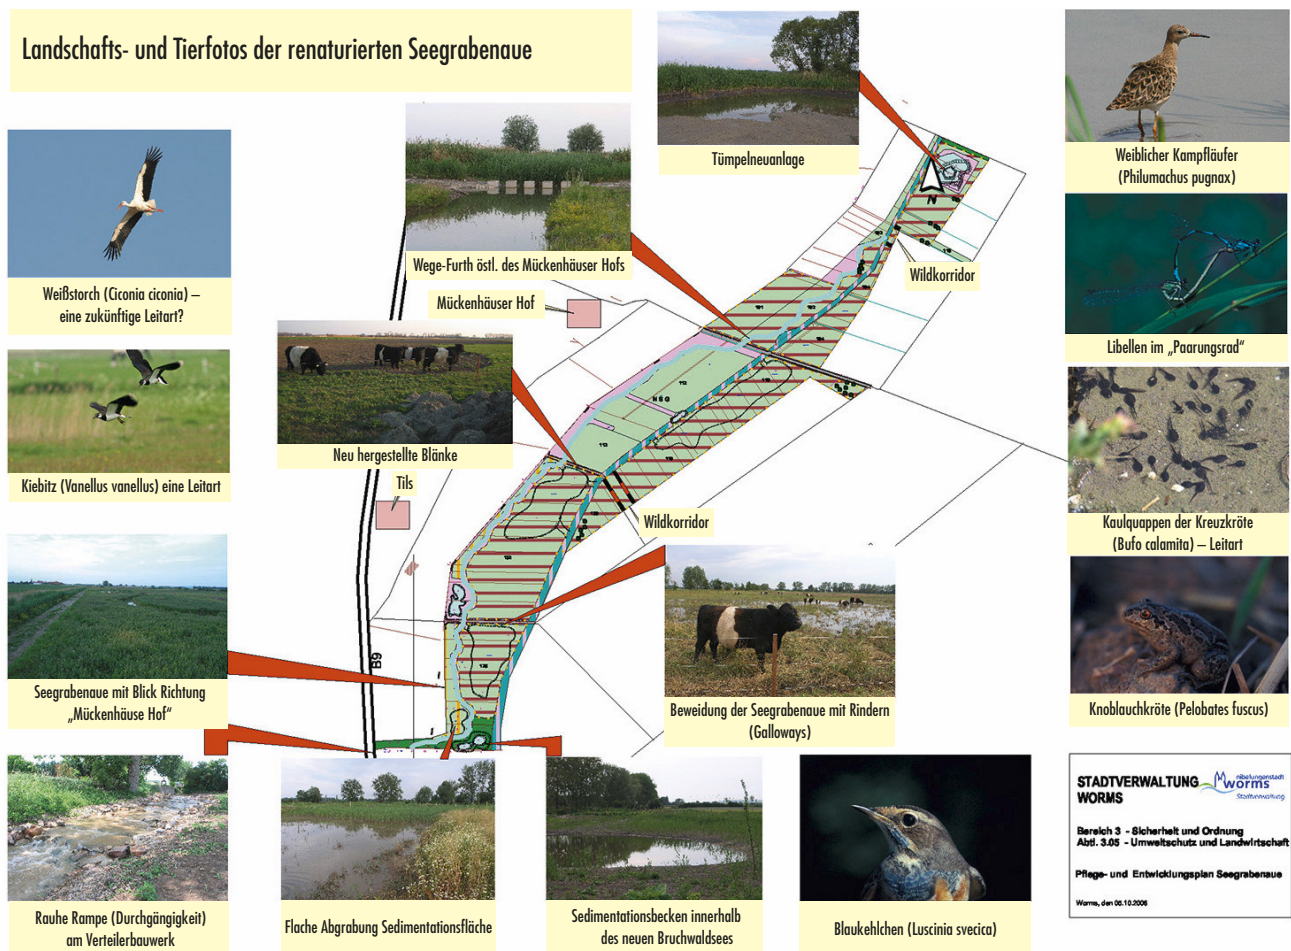 Landschafts- und Tierfotos der renaturierten Seegrabenaue
Tümpelneuanlage
Weiblicher Kampfläufer
(Philumachus pugnax)
Weißstorch (Ciconia ciconia) –
eine zukünftige Leitart?
Wege-Furth östl. des Mückenhäuser Hofs
Mückenhäuser Hof
N
Wildkorridor
Libellen im „Paarungsrad“
Kiebitz (Vanellus vanellus) eine Leitart
Neu hergestellte Blänke
Tils
NSG
Wildkorridor
Kaulquappen der Kreuzkröte
(Bufo calamita) – Leitart
B9
Seegrabenaue mit Blick Richtung
„Mückenhäuse Hof“
Beweidung der Seegrabenaue mit Rindern
(Galloways)
Knoblauchkröte (Pelobates fuscus)
Rauhe Rampe (Durchgängigkeit)
am Verteilerbauwerk
Flache Abgrabung Sedimentationsfläche
Sedimentationsbecken innerhalb
des neuen Bruchwaldsees
Blaukehlchen (Luscinia svecica)
STADTVERWALTUNG
WORMS
nibelungenstadt
worms
Stadtverwaltung
Bereich 3 - Sicherheit und Ordnung
Abtl. 3.05 - Umweltschutz und Landwirtschaft
Pflege- und Entwicklungsplan Seegrabenaue
Worms, den 05.10.2006